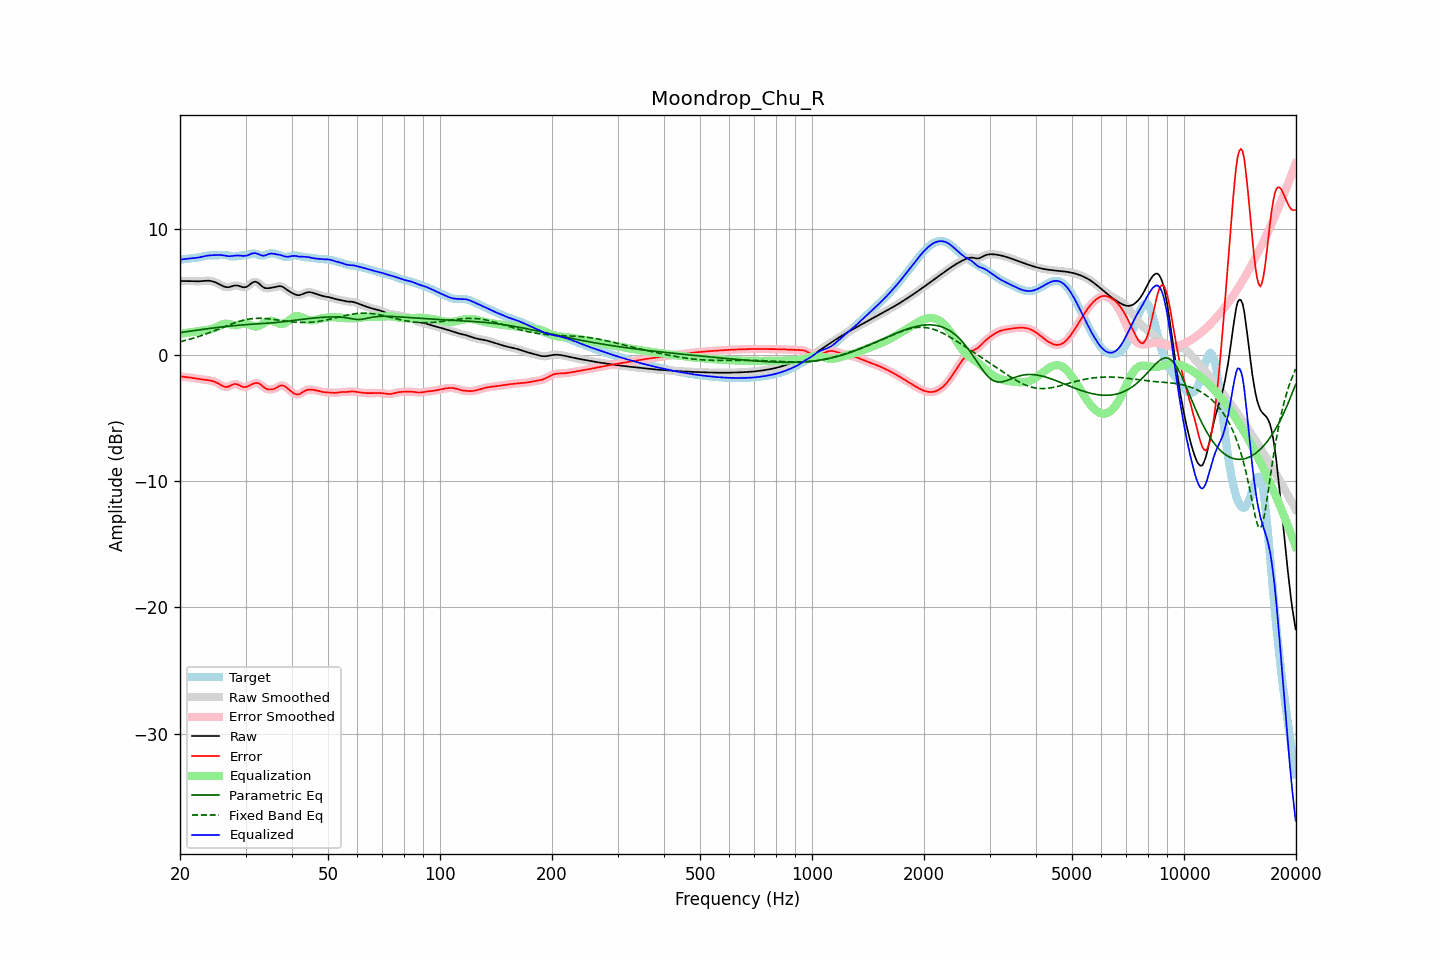 Moondrop_Chu_R
Amplitude (dBr)
10
0
−10
−20
−30
Target
Raw Smoothed
Error Smoothed
Raw
Error
Equalization
Parametric Eq
Fixed Band Eq
Equalized
20 50 100 200 500 1000 2000 5000 10000 20000
Frequency (Hz)